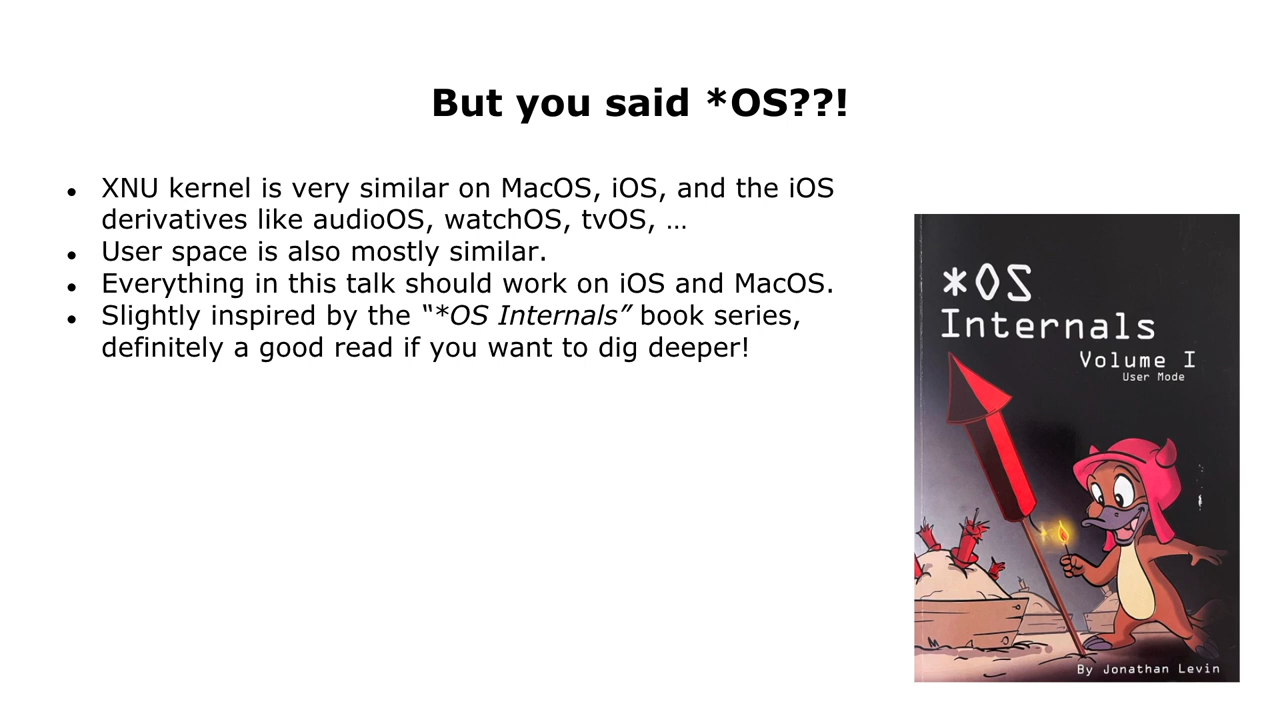 But you said *OS??!
● XNU kernel is very similar on MacOS, iOS, and the iOS
derivatives like audioOS, watchOS, tvOS, …
● User space is also mostly similar.
● Everything in this talk should work on iOS and MacOS.
● Slightly inspired by the “*OS Internals” book series,
definitely a good read if you want to dig deeper!
*OS
Internals
Volume I
User Mode
By Jonathan Levin